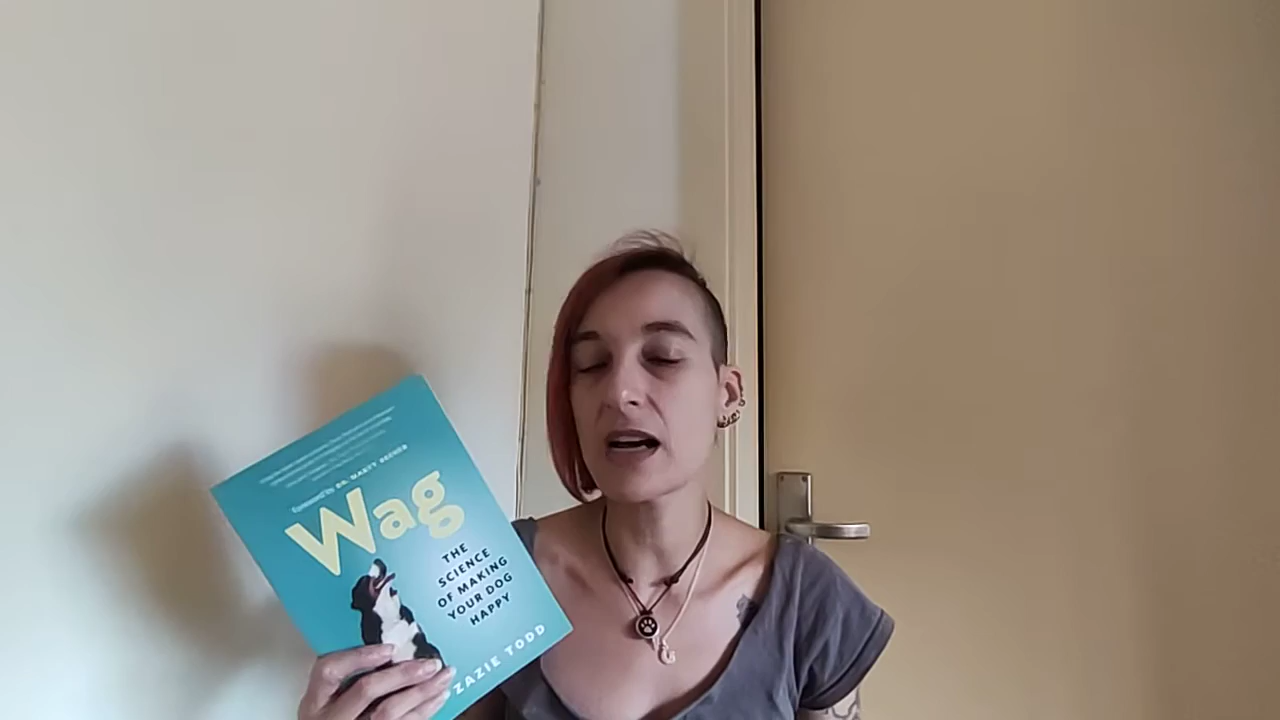 Foreword by DR. MARTY BECKER
Wag
THE
SCIENCE
OF MAKING
YOUR DOG
HAPPY
ZAZIE TODD